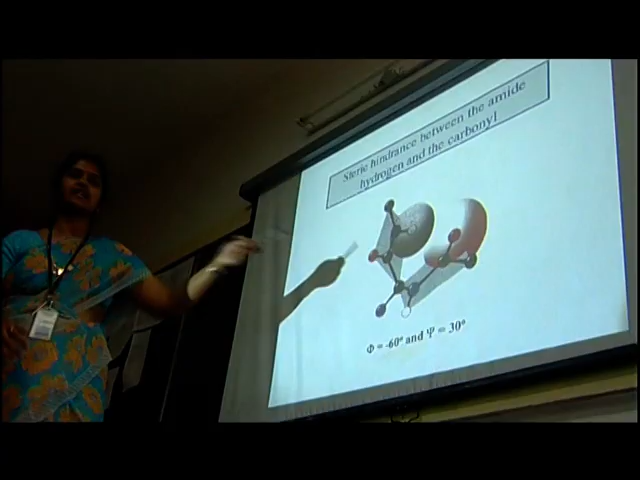 Steric hindrance between the amide
hydrogen and the carbonyl
Φ = -60° and Ψ = 30°